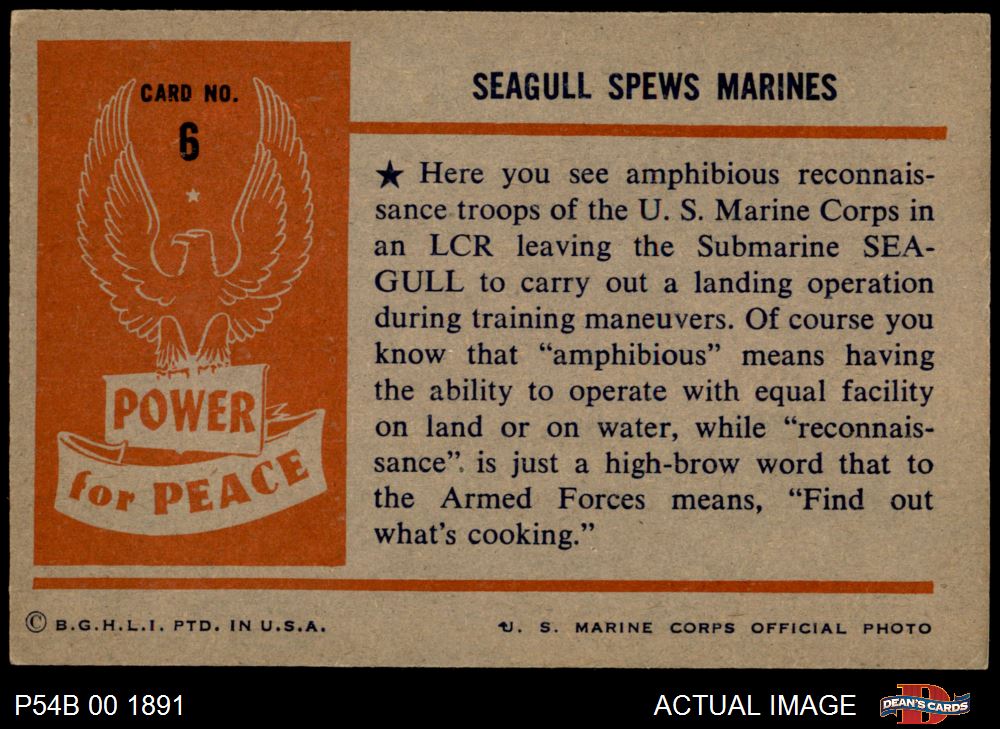 CARD NO.
6
POWER
for PEACE
SEAGULL SPEWS MARINES
★ Here you see amphibious reconnais-
sance troops of the U. S. Marine Corps in
an LCR leaving the Submarine SEA-
GULL to carry out a landing operation
during training maneuvers. Of course you
know that “amphibious” means having
the ability to operate with equal facility
on land or on water, while “reconnais-
sance”. is just a high-brow word that to
the Armed Forces means, “Find out
what’s cooking.”
© B.G.H.L.I. PTD. IN U.S.A.
U. S. MARINE CORPS OFFICIAL PHOTO
P54B 00 1891
ACTUAL IMAGE
D
DEAN'S CARDS